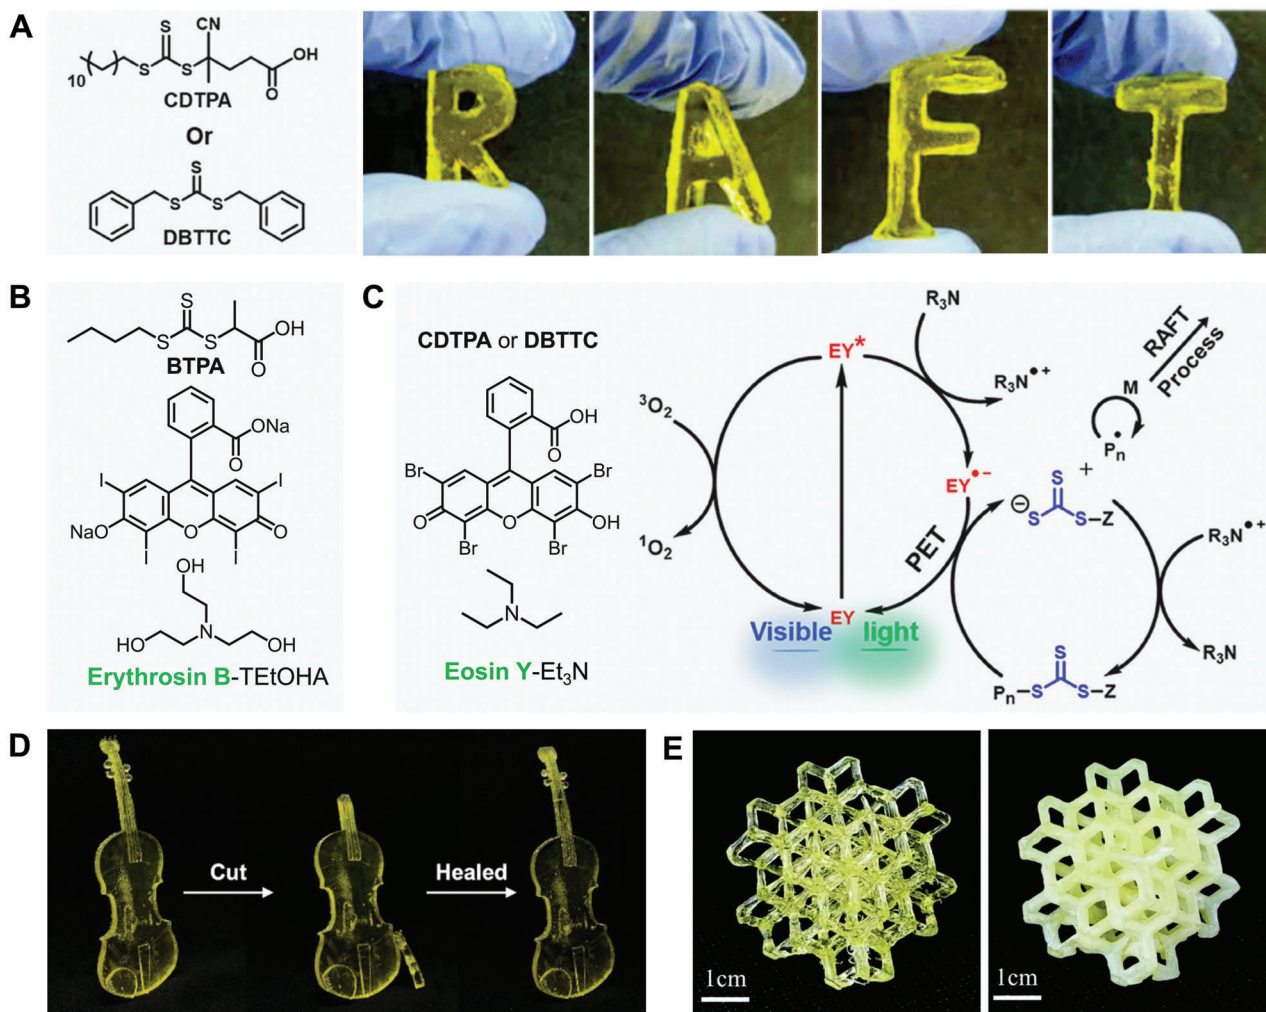 A
S
CN
10
S
S
OH
O
CDTPA
Or
S
S
S
DBTTC
R
A
F
T
B
S
S
S
OH
O
BTPA
ONa
O
I
I
NaO
O
O
I
I
OH
N
HO
OH
Erythrosin B-TEtOHA
C
CDTPA or DBTTC
OH
O
Br
Br
O
O
OH
Br
Br
N
Eosin Y-Et₃N
EY*
R₃N
R₃N•+
³O₂
¹O₂
EY•−
PET
EY
Visible light
RAFT
Process
M
Pₙ•
+
⊖
S
S
S–Z
R₃N•+
R₃N
S
Pₙ–S
S–Z
D
Cut
Healed
E
1cm
1cm